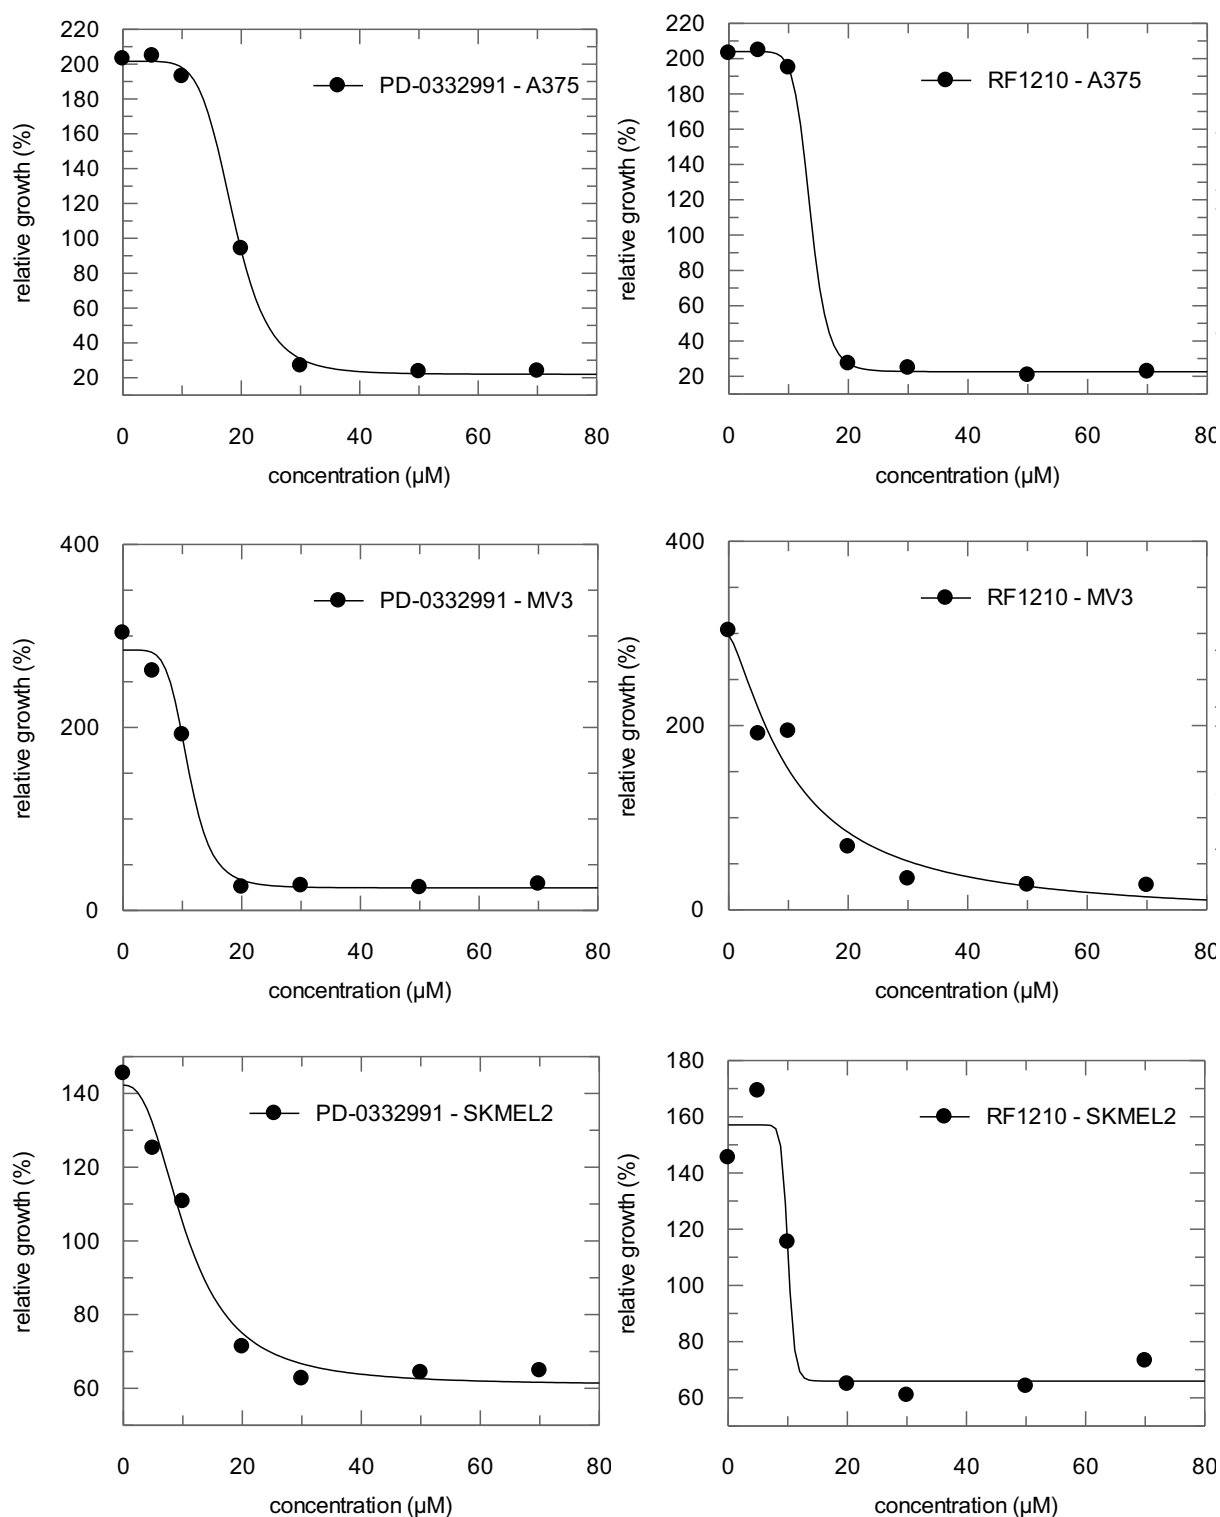 PD-0332991 - A375
relative growth (%)
220
200
180
160
140
120
100
80
60
40
20
0 20 40 60 80
concentration (µM)
RF1210 - A375
relative growth (%)
220
200
180
160
140
120
100
80
60
40
20
0 20 40 60 80
concentration (µM)
PD-0332991 - MV3
relative growth (%)
400
200
0
0 20 40 60 80
concentration (µM)
RF1210 - MV3
relative growth (%)
400
200
0
0 20 40 60 80
concentration (µM)
PD-0332991 - SKMEL2
relative growth (%)
140
120
100
80
60
0 20 40 60 80
concentration (µM)
RF1210 - SKMEL2
relative growth (%)
180
160
140
120
100
80
60
0 20 40 60 80
concentration (µM)